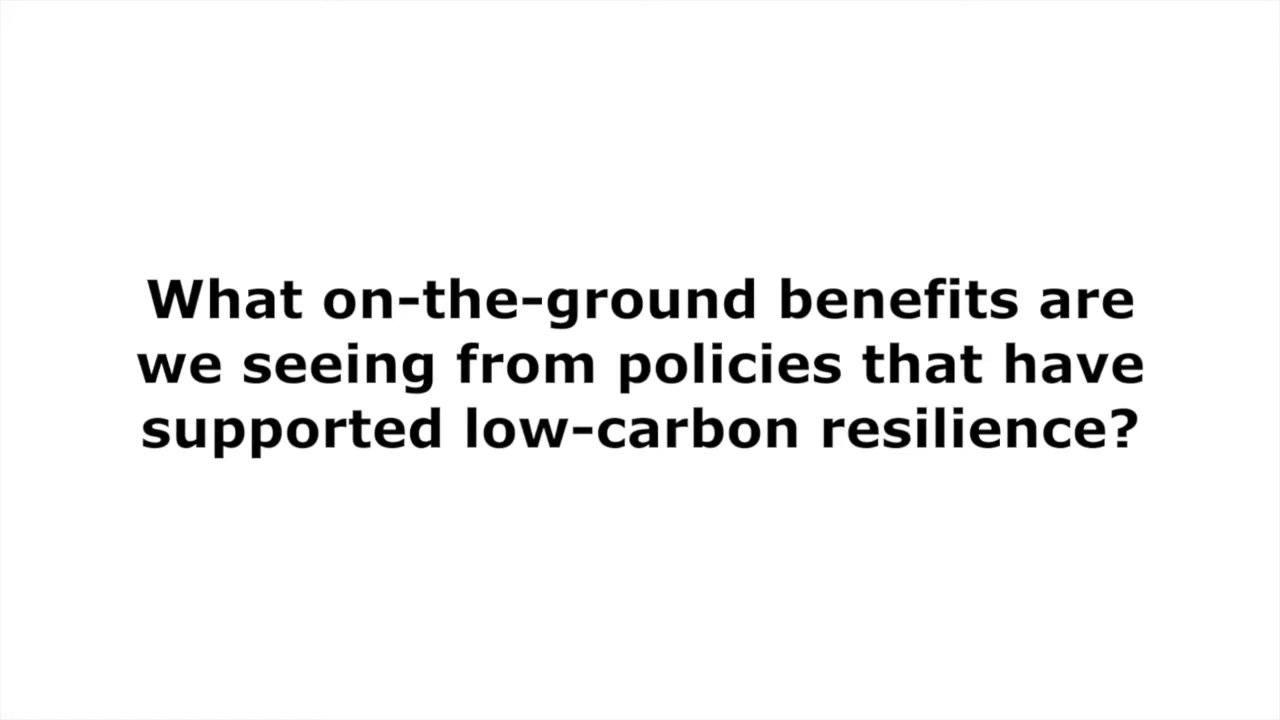 What on-the-ground benefits are
we seeing from policies that have
supported low-carbon resilience?